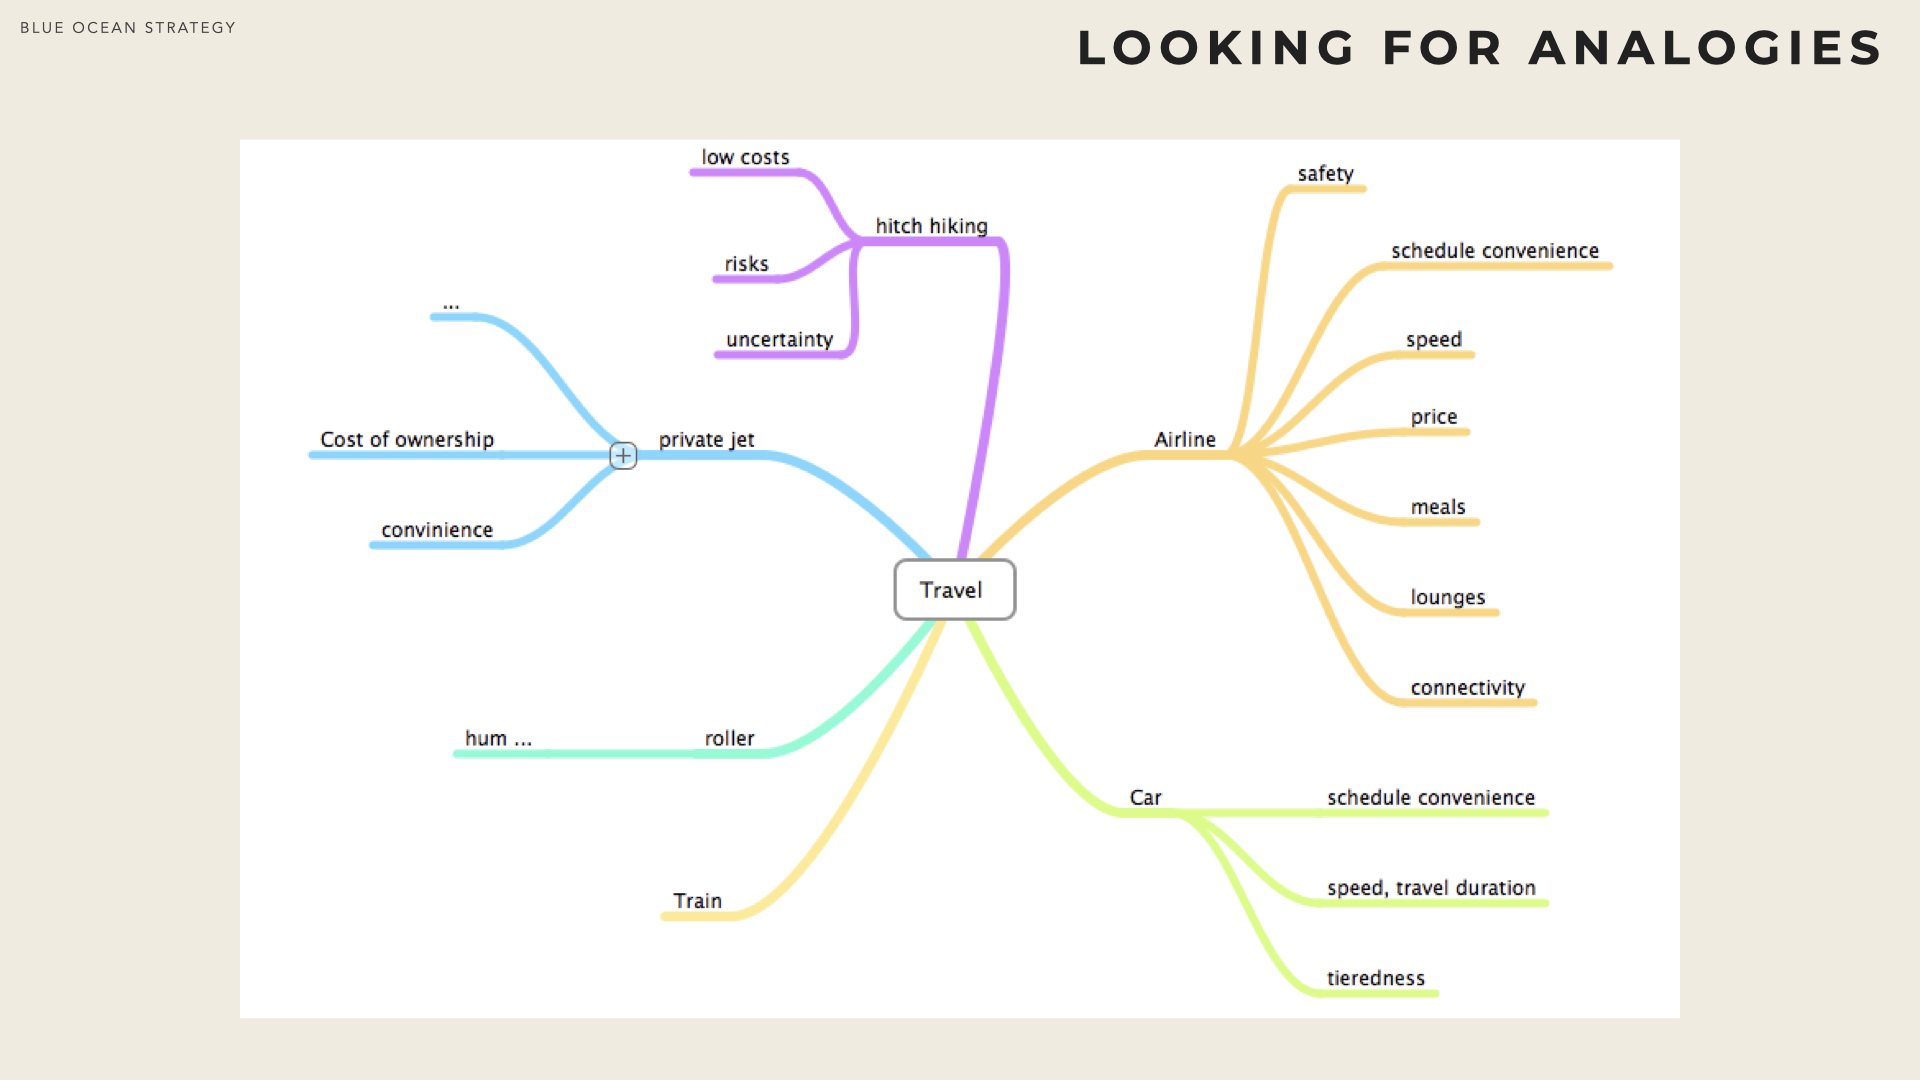 BLUE OCEAN STRATEGY
LOOKING FOR ANALOGIES
low costs
hitch hiking
risks
uncertainty
...
Cost of ownership
private jet
convinience
safety
schedule convenience
speed
price
Airline
meals
lounges
connectivity
Travel
hum ...
roller
Train
Car
schedule convenience
speed, travel duration
tieredness